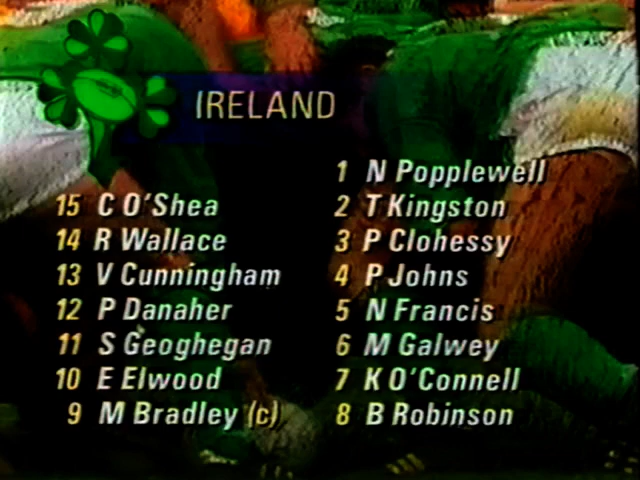 IRELAND
15 C O'Shea
14 R Wallace
13 V Cunningham
12 P Danaher
11 S Geoghegan
10 E Elwood
9 M Bradley (c)
1 N Popplewell
2 T Kingston
3 P Clohessy
4 P Johns
5 N Francis
6 M Galwey
7 K O'Connell
8 B Robinson